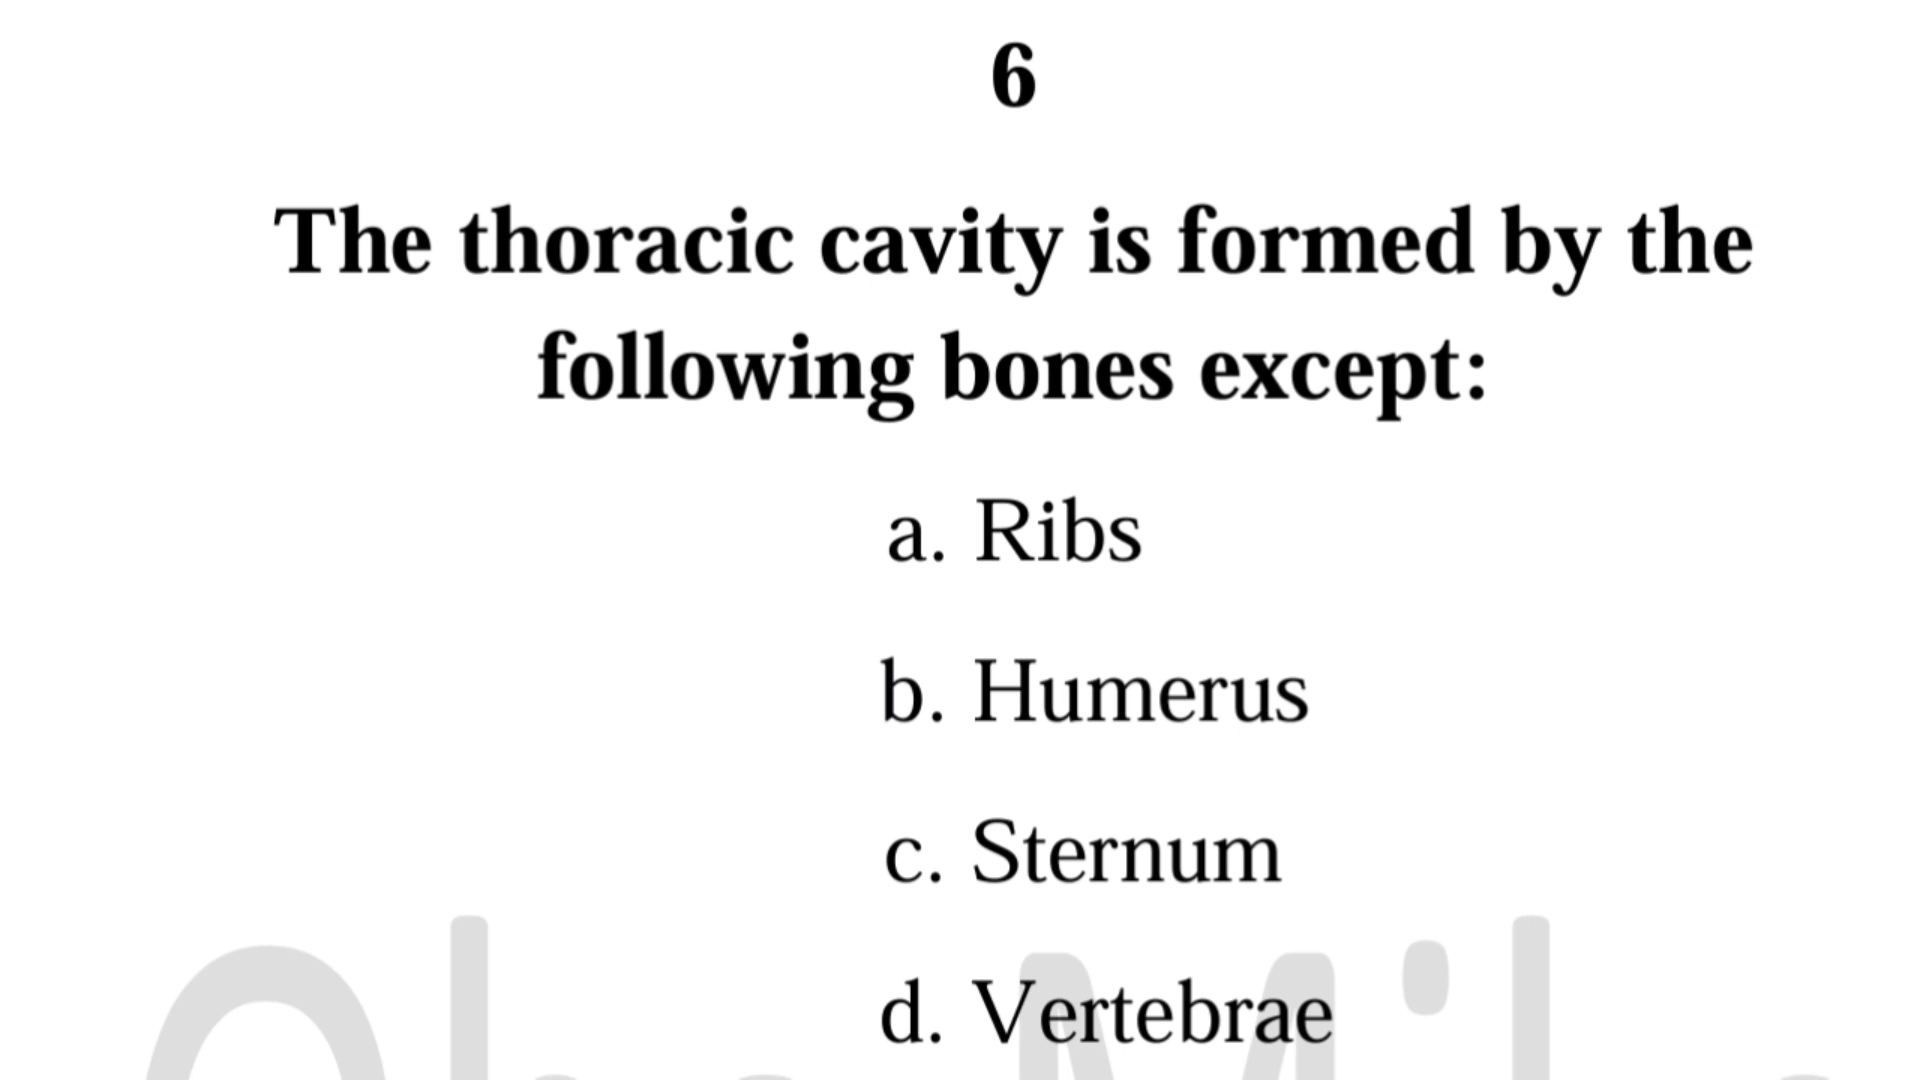 6
The thoracic cavity is formed by the
following bones except:
a. Ribs
b. Humerus
c. Sternum
d. Vertebrae